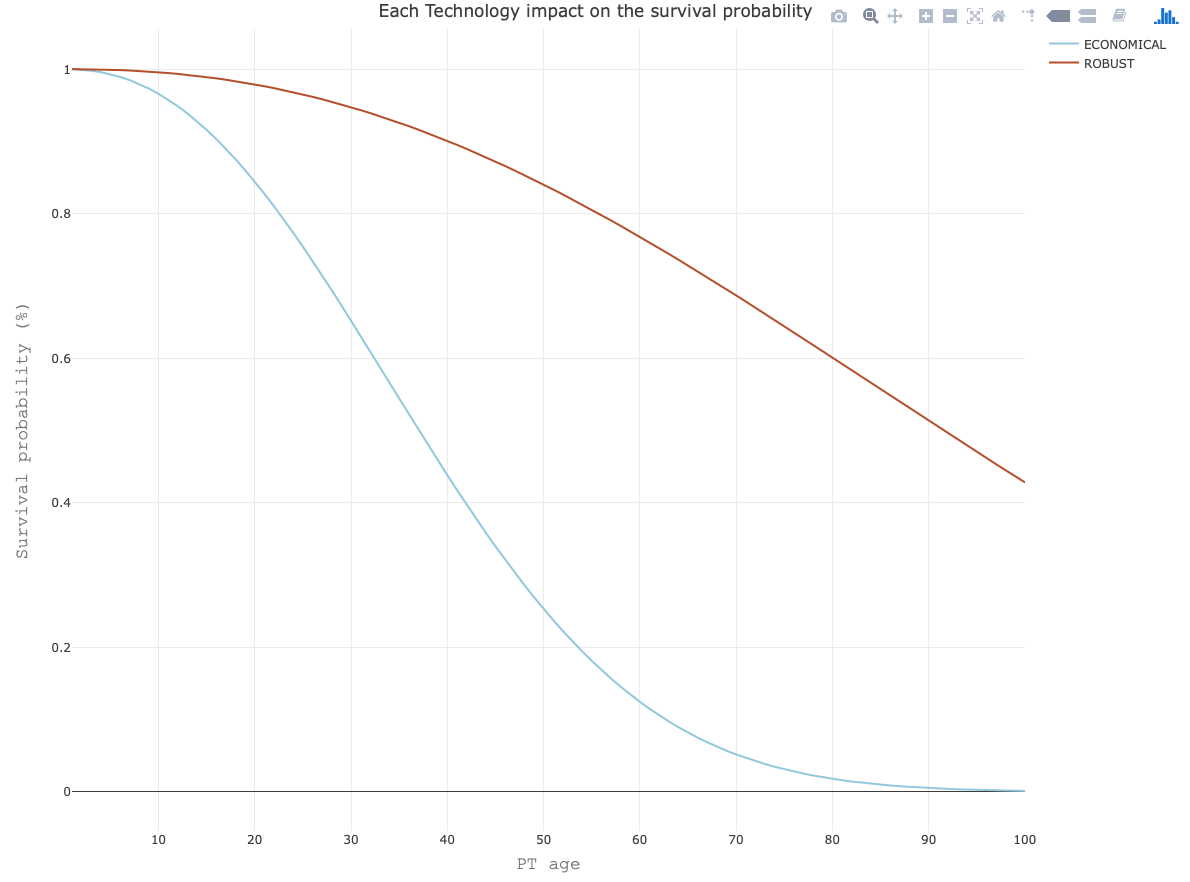 Each Technology impact on the survival probability
ECONOMICAL
ROBUST
1
0.8
0.6
0.4
0.2
0
Survival probability (%)
10 20 30 40 50 60 70 80 90 100
PT age